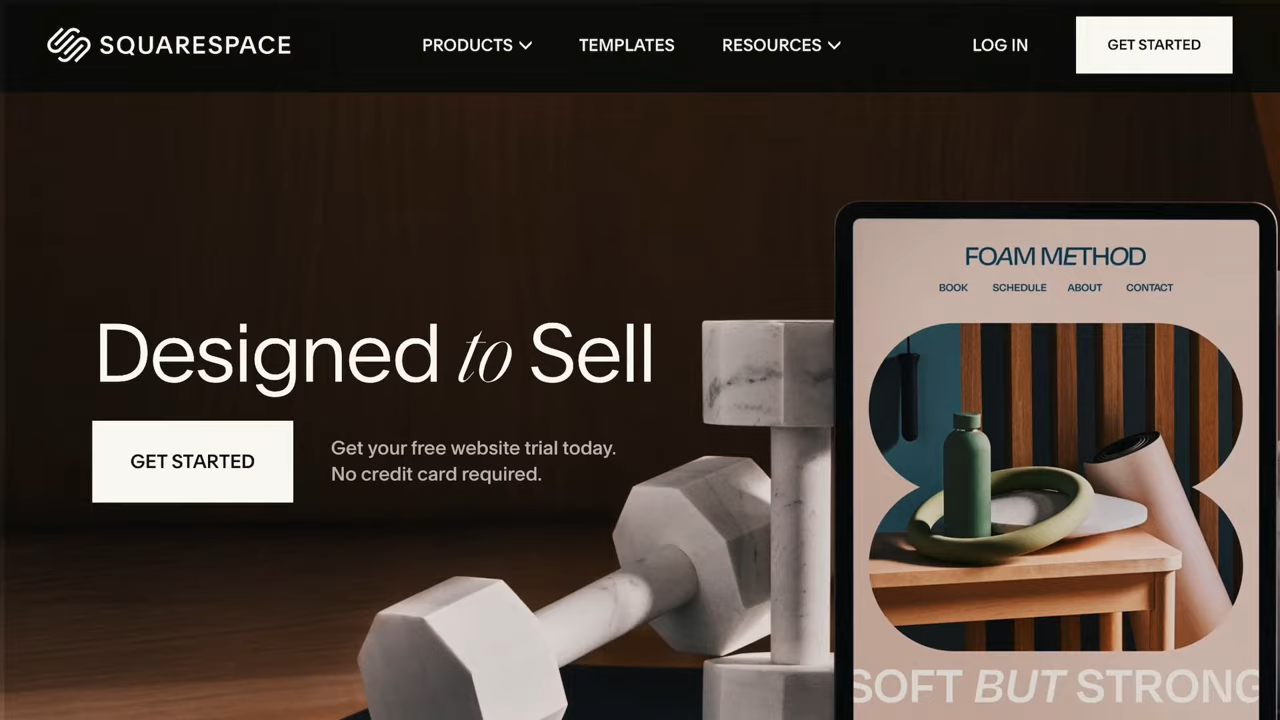 SQUARESPACE
PRODUCTS
TEMPLATES
RESOURCES
LOG IN
GET STARTED
Designed to Sell
GET STARTED
Get your free website trial today.
No credit card required.
FOAM METHOD
BOOK
SCHEDULE
ABOUT
CONTACT
SOFT BUT STRONG